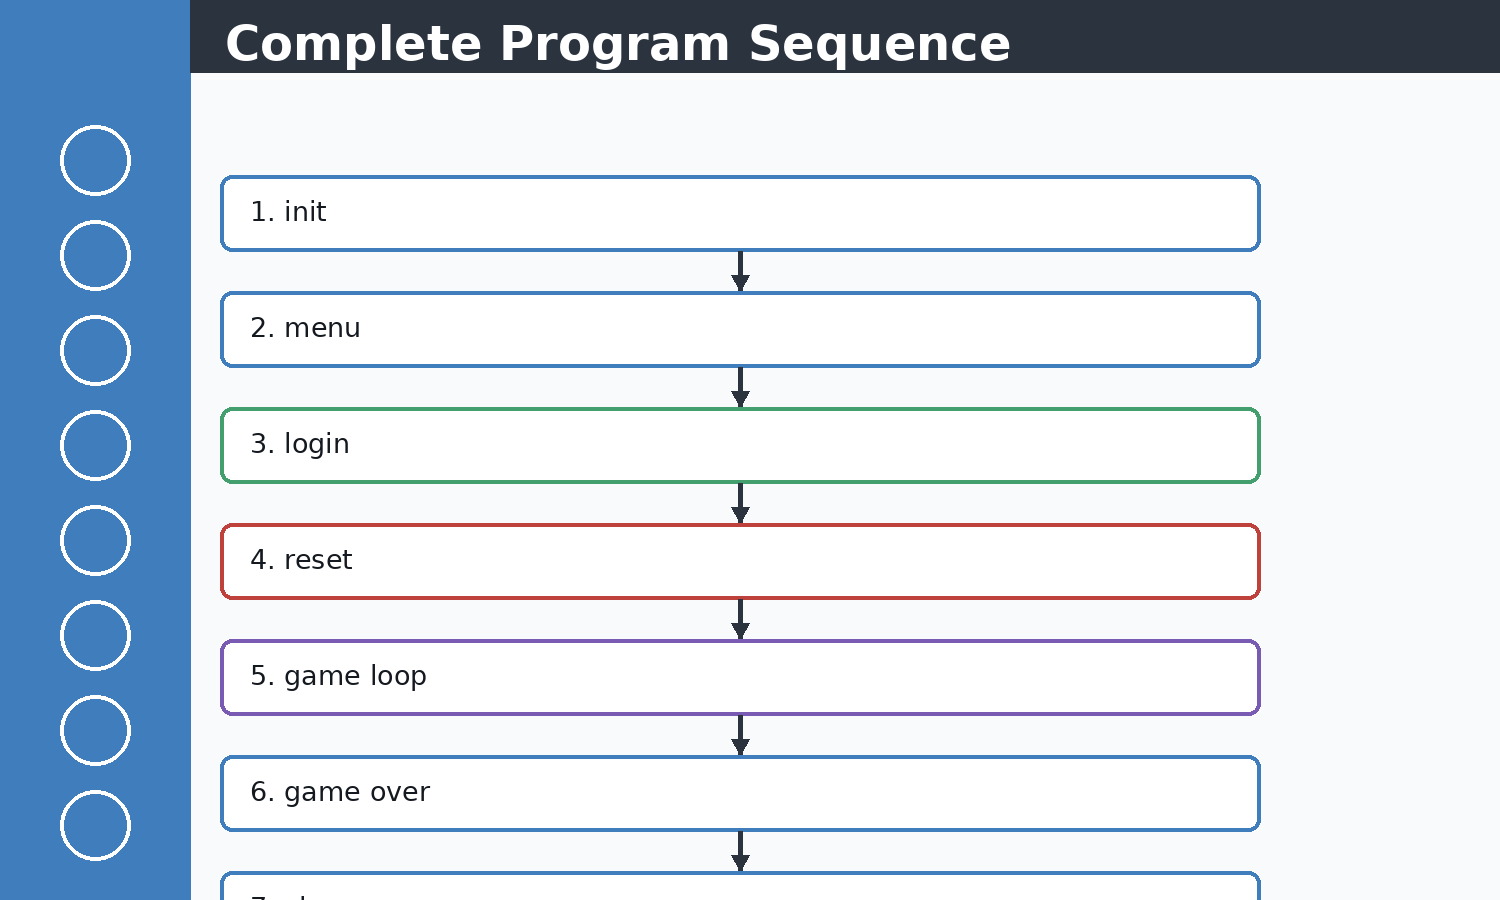 Complete Program Sequence
1. init
2. menu
3. login
4. reset
5. game loop
6. game over